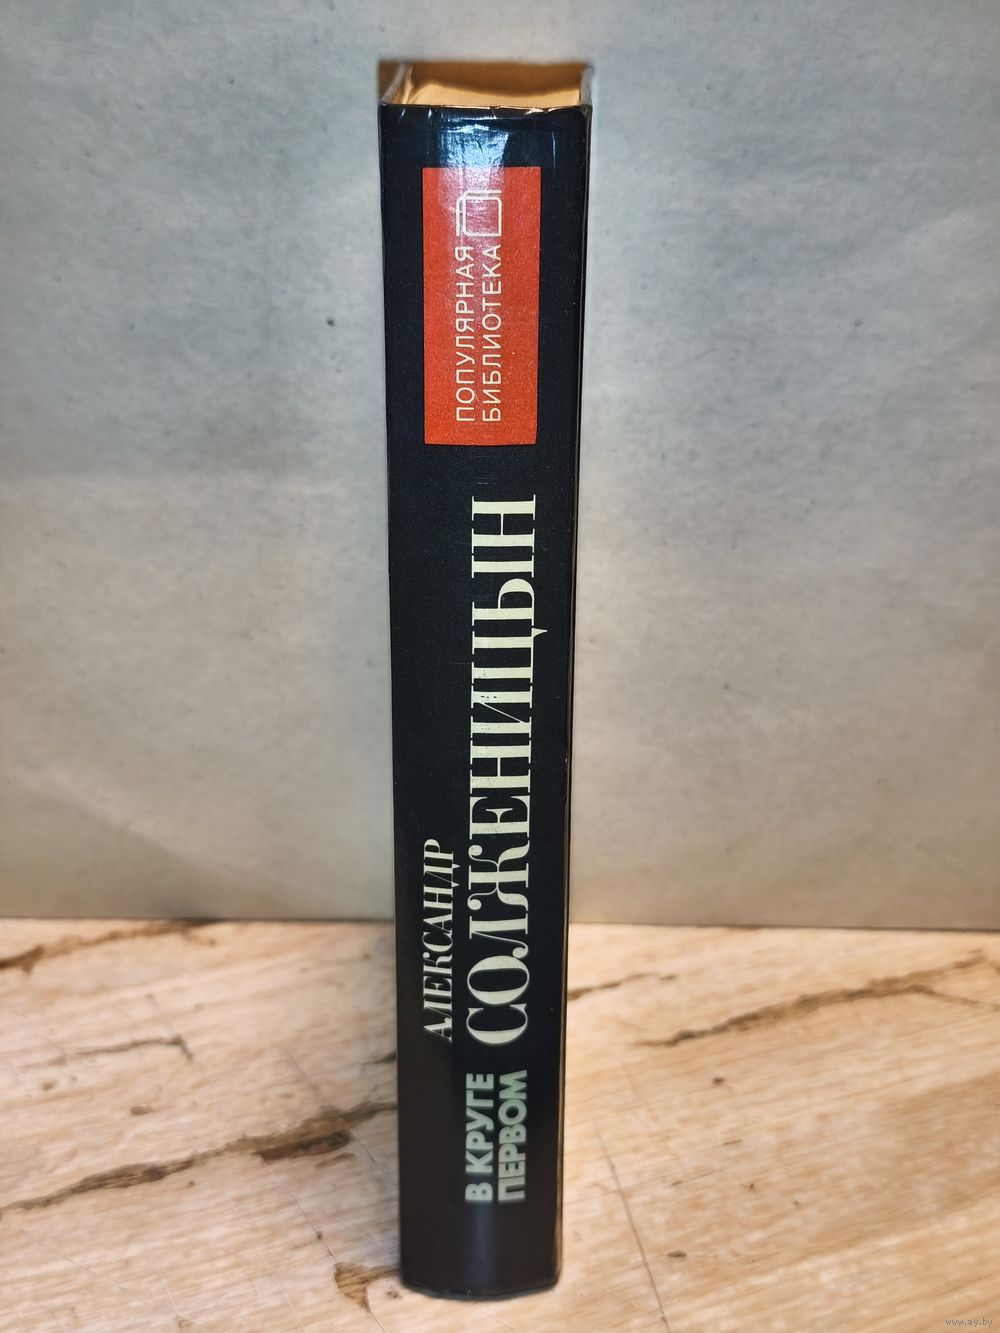 ПОПУЛЯРНАЯ
БИБЛИОТЕКА
АЛЕКСАНДР
СОЛЖЕНИЦЫН
В КРУГЕ
ПЕРВОМ
www.ay.by